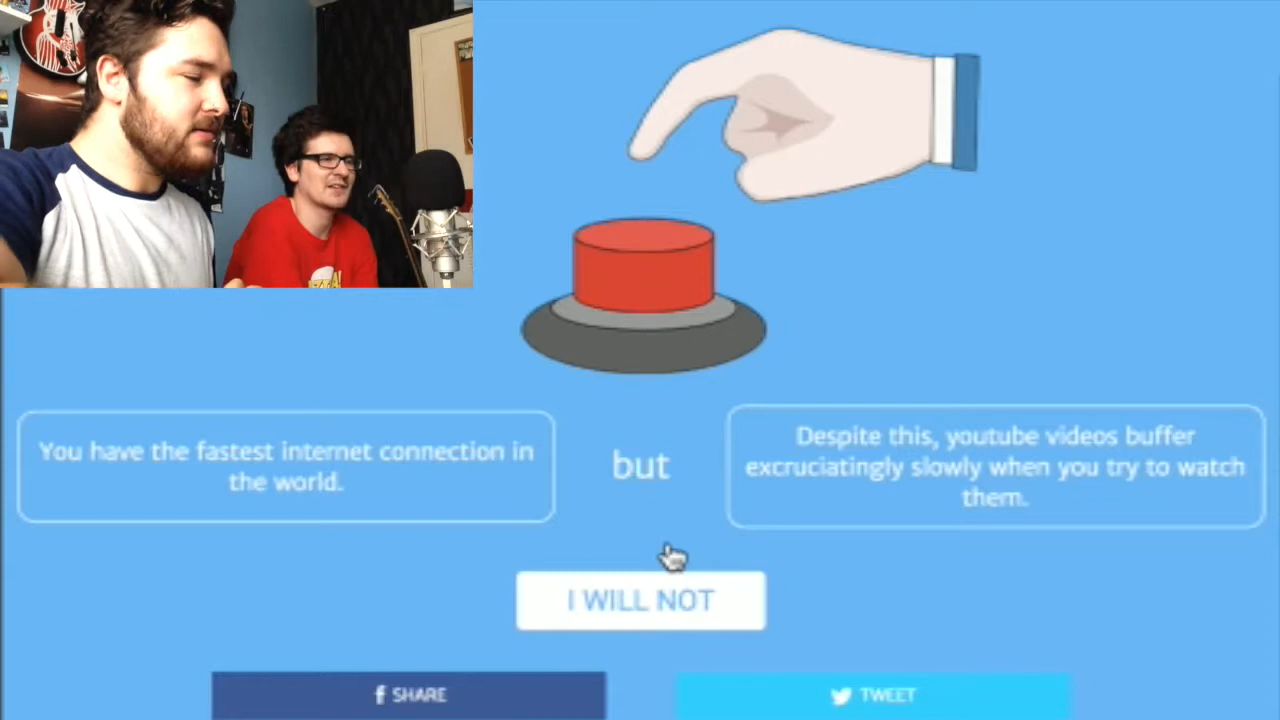 You have the fastest internet connection in
the world.
but
Despite this, youtube videos buffer
excruciatingly slowly when you try to watch
them.
I WILL NOT
f SHARE
TWEET